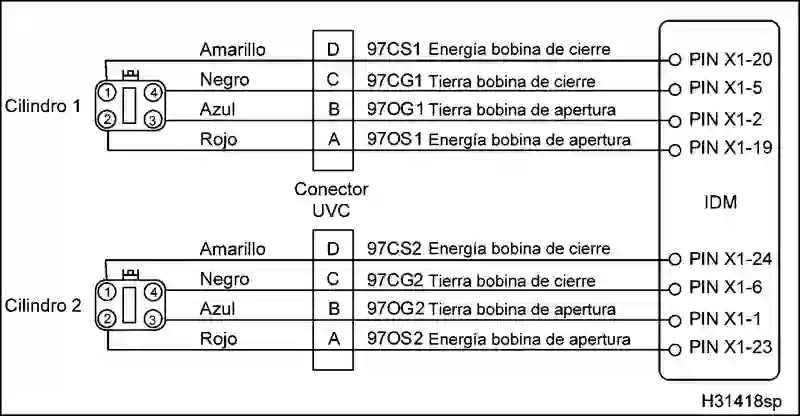 Amarillo D 97CS1 Energía bobina de cierre PIN X1-20
Negro C 97CG1 Tierra bobina de cierre PIN X1-5
1 4
Cilindro 1
Azul B 97OG1 Tierra bobina de apertura PIN X1-2
2 3
Rojo A 97OS1 Energía bobina de apertura PIN X1-19
Conector
UVC
IDM
Amarillo D 97CS2 Energía bobina de cierre PIN X1-24
Negro C 97CG2 Tierra bobina de cierre PIN X1-6
1 4
Cilindro 2
Azul B 97OG2 Tierra bobina de apertura PIN X1-1
2 3
Rojo A 97OS2 Energía bobina de apertura PIN X1-23
H31418sp